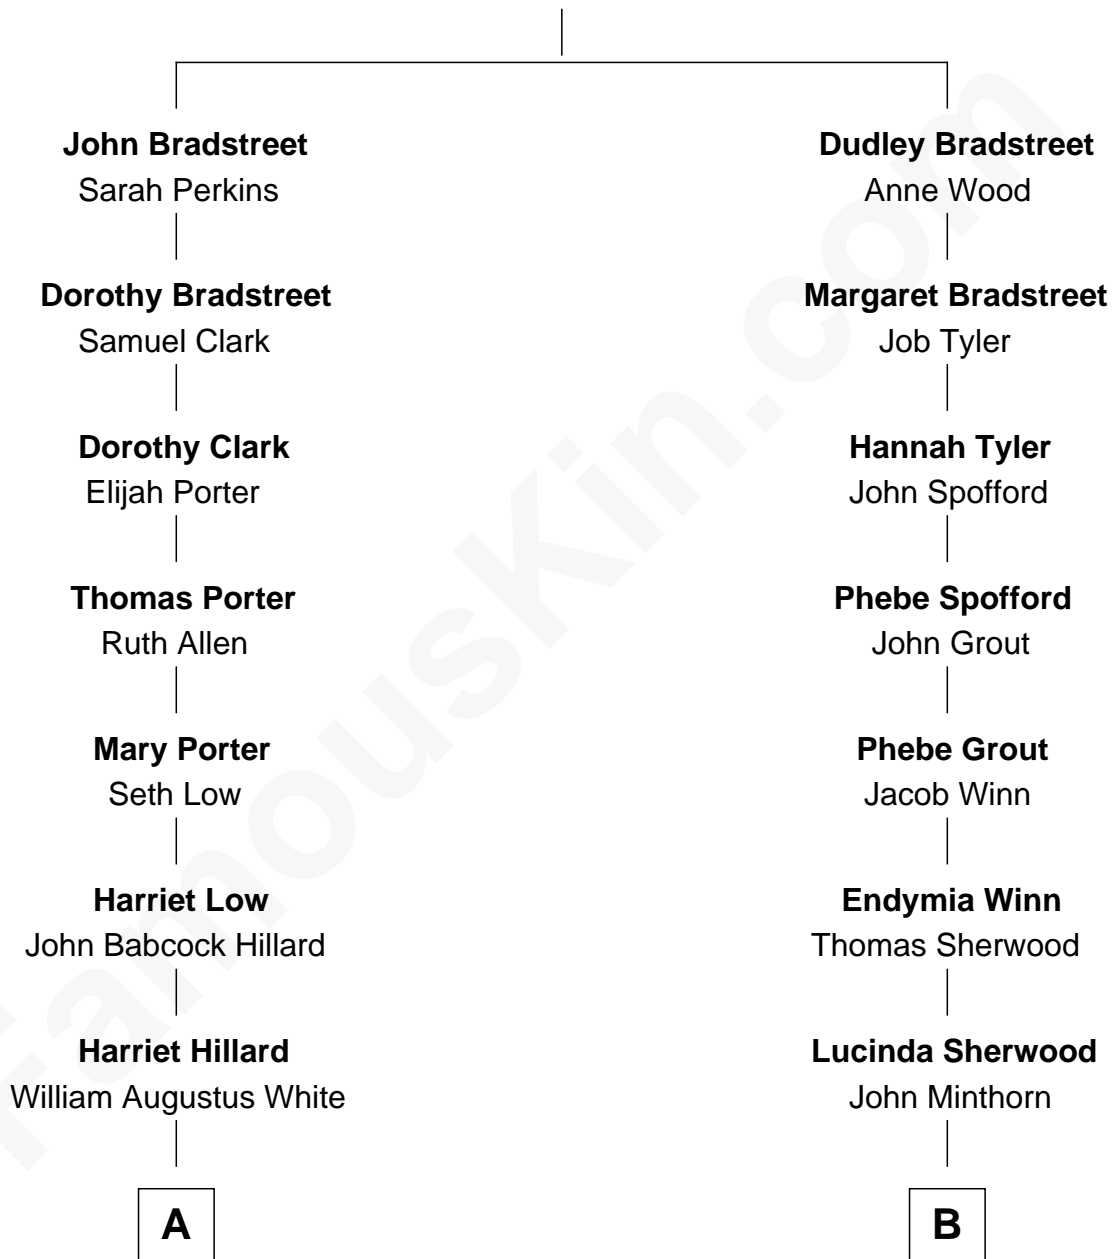 John Bradstreet
Sarah Perkins
Dorothy Bradstreet
Samuel Clark
Dorothy Clark
Elijah Porter
Thomas Porter
Ruth Allen
Mary Porter
Seth Low
Harriet Low
John Babcock Hillard
Harriet Hillard
William Augustus White
A
Dudley Bradstreet
Anne Wood
Margaret Bradstreet
Job Tyler
Hannah Tyler
John Spofford
Phebe Spofford
John Grout
Phebe Grout
Jacob Winn
Endymia Winn
Thomas Sherwood
Lucinda Sherwood
John Minthorn
B
FamousKin.com